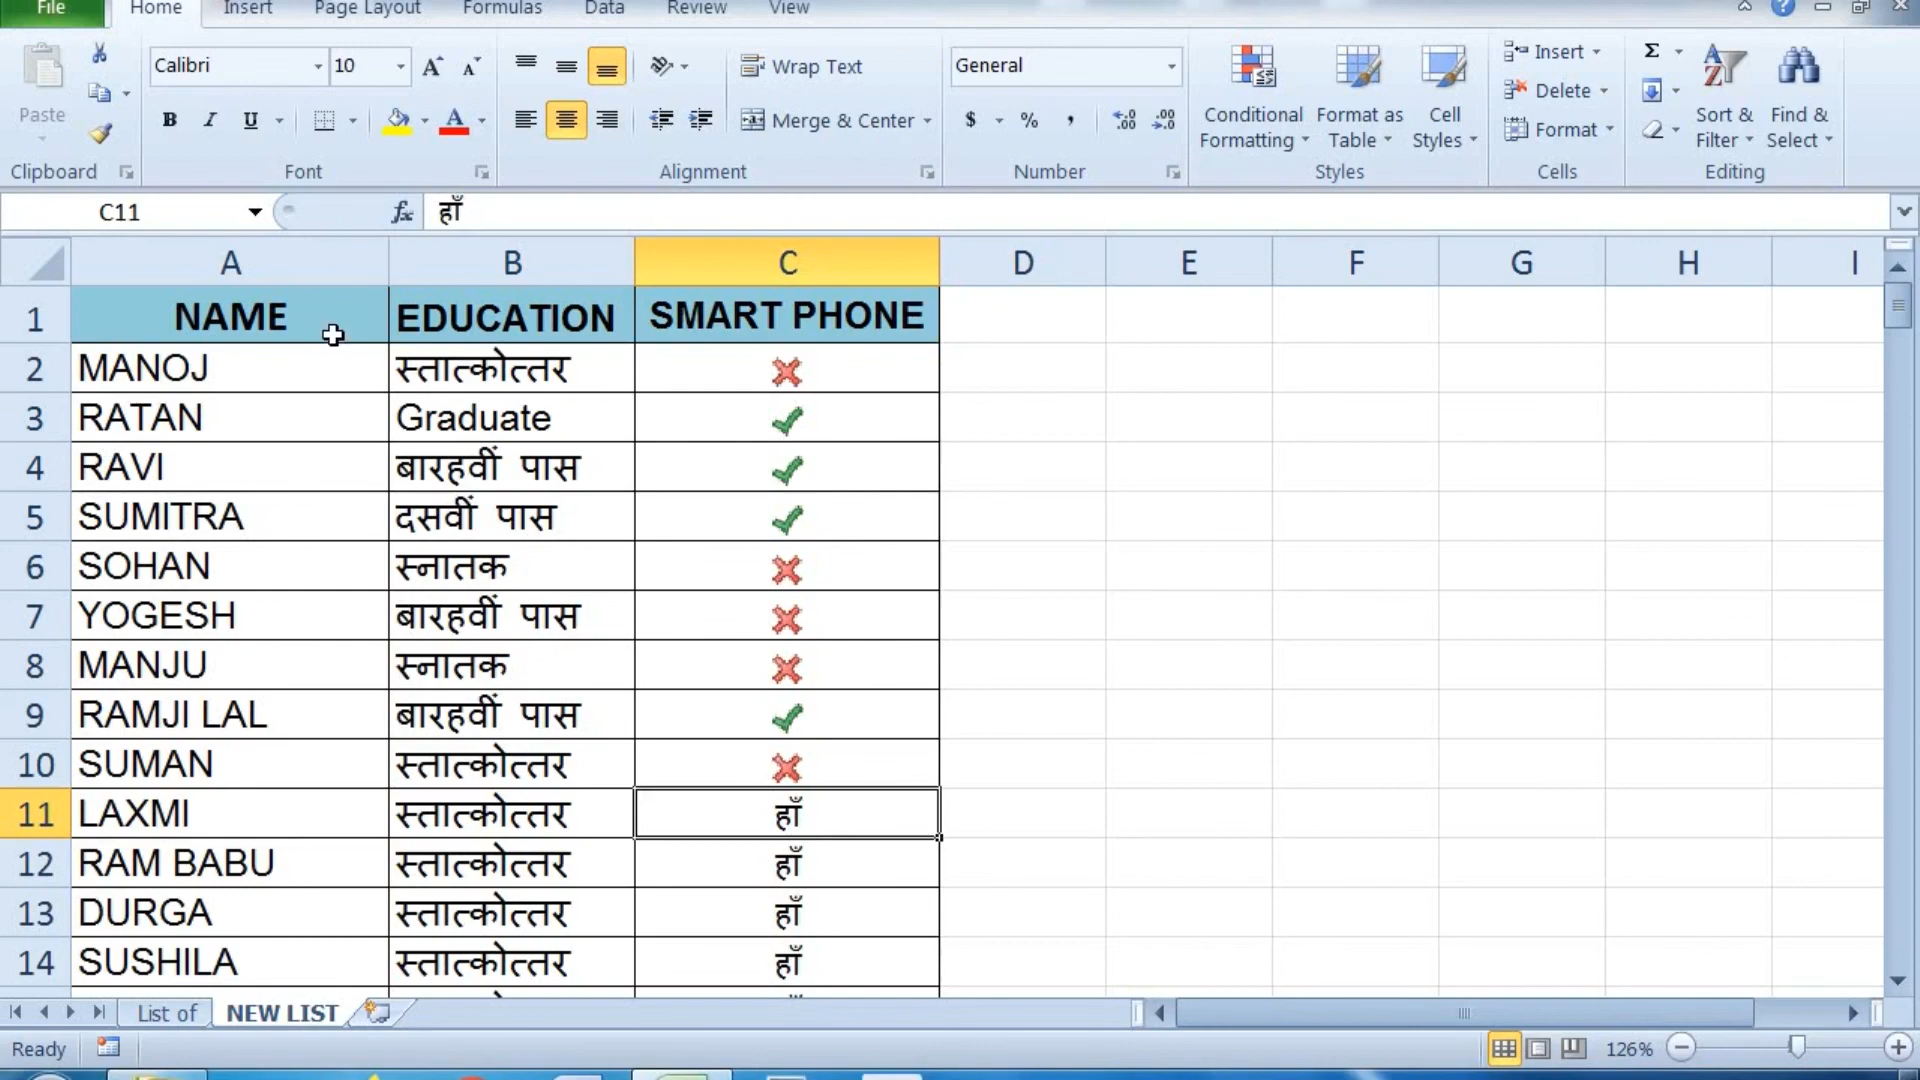 File Home Insert Page Layout Formulas Data Review View
Calibri 10 Wrap Text General Insert
Paste B I U Merge & Center $ % , Conditional Formatting Format as Table Cell Styles Delete Format Σ Sort & Filter Find & Select
Clipboard Font Alignment Number Styles Cells Editing
C11 fx हाँ
A B C D E F G H I
1 NAME EDUCATION SMART PHONE
2 MANOJ स्तात्कोत्तर
3 RATAN Graduate
4 RAVI बारहवीं पास
5 SUMITRA दसवीं पास
6 SOHAN स्नातक
7 YOGESH बारहवीं पास
8 MANJU स्नातक
9 RAMJI LAL बारहवीं पास
10 SUMAN स्तात्कोत्तर
11 LAXMI स्तात्कोत्तर हाँ
12 RAM BABU स्तात्कोत्तर हाँ
13 DURGA स्तात्कोत्तर हाँ
14 SUSHILA स्तात्कोत्तर हाँ
List of NEW LIST
Ready 126%